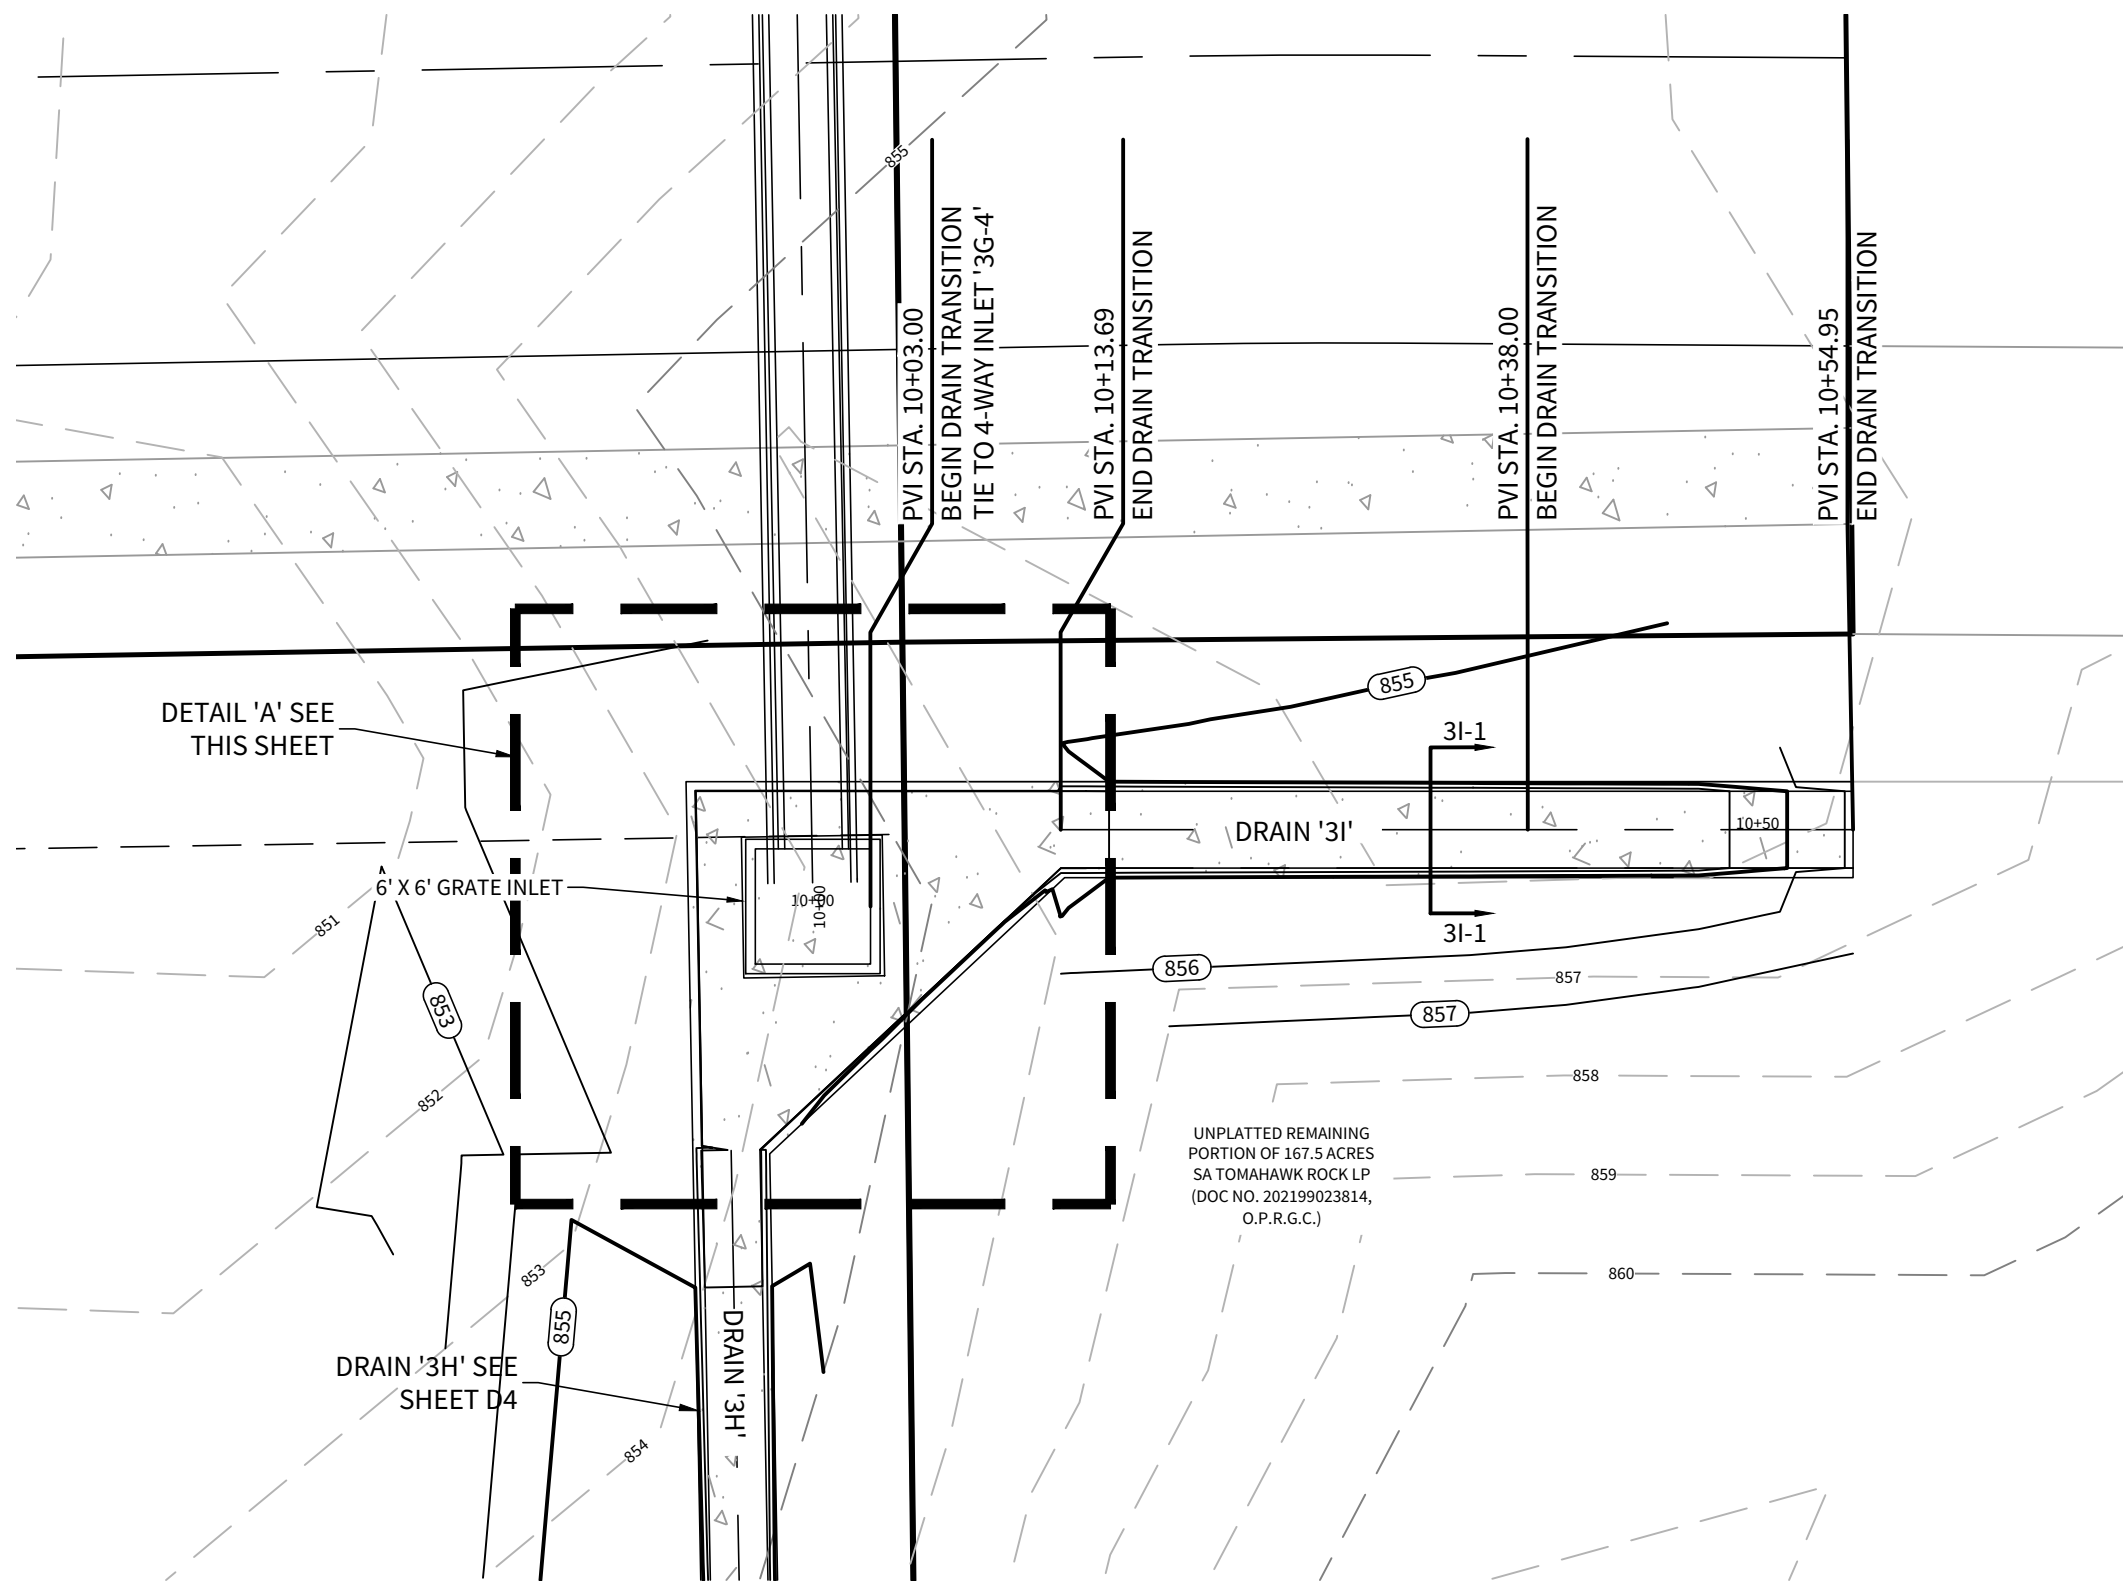 855
PVI STA. 10+03.00
BEGIN DRAIN TRANSITION
TIE TO 4-WAY INLET '3G-4'
PVI STA. 10+13.69
END DRAIN TRANSITION
PVI STA. 10+38.00
BEGIN DRAIN TRANSITION
PVI STA. 10+54.95
END DRAIN TRANSITION
DETAIL 'A' SEE
THIS SHEET
855
3I-1
DRAIN '3I'
10+50
6' X 6' GRATE INLET
10+00
10+00
851
3I-1
856
857
853
857
852
858
UNPLATTED REMAINING
PORTION OF 167.5 ACRES
SA TOMAHAWK ROCK LP
(DOC NO. 202199023814,
O.P.R.G.C.)
859
853
860
855
DRAIN '3H' SEE
SHEET D4
DRAIN '3H'
854